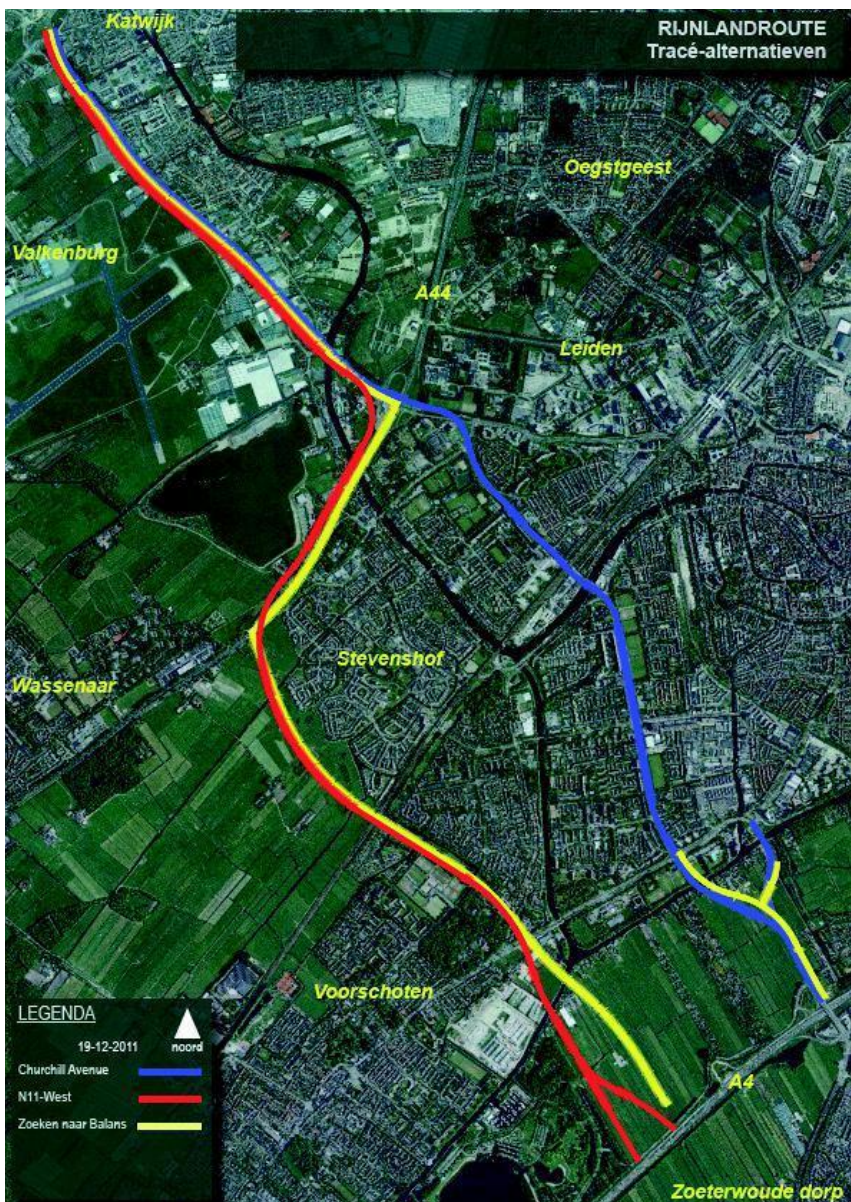 Katwijk
RIJNLANDROUTE
Tracé-alternatieven
Oegstgeest
Valkenburg
A44
Leiden
Stevenshof
Wassenaar
Voorschoten
LEGENDA
19-12-2011 noord
Churchill Avenue
N11-West
Zoeken naar Balans
A4
Zoeterwoude dorp